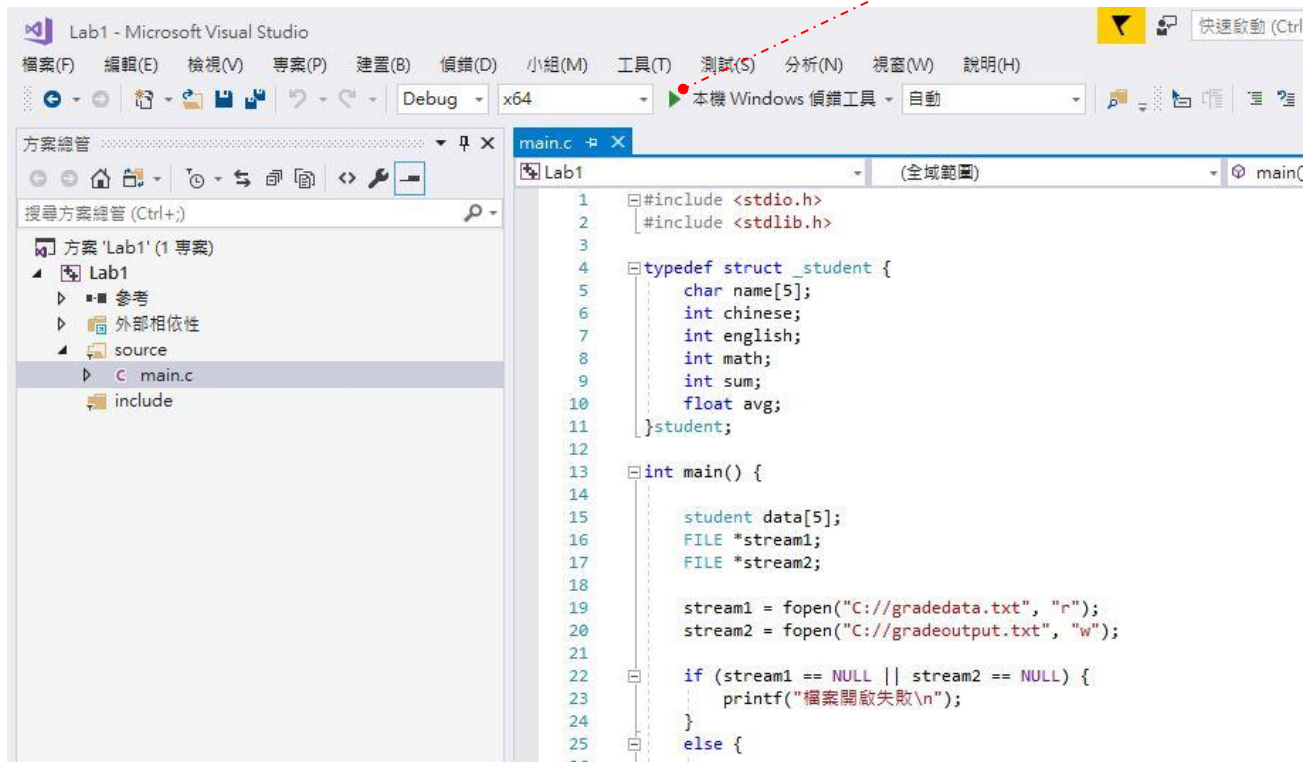 Lab1 - Microsoft Visual Studio
快速啟動 (Ctrl
檔案(F) 編輯(E) 檢視(V) 專案(P) 建置(B) 偵錯(D) 小組(M) 工具(T) 測試(S) 分析(N) 視窗(W) 說明(H)
Debug x64 本機 Windows 偵錯工具 自動
方案總管
搜尋方案總管 (Ctrl+;)
方案 'Lab1' (1 專案)
Lab1
參考
外部相依性
source
C main.c
include
main.c
Lab1 (全域範圍) main(
1 #include <stdio.h>
2 #include <stdlib.h>
3
4 typedef struct _student {
5 char name[5];
6 int chinese;
7 int english;
8 int math;
9 int sum;
10 float avg;
11 }student;
12
13 int main() {
14
15 student data[5];
16 FILE *stream1;
17 FILE *stream2;
18
19 stream1 = fopen("C://gradedata.txt", "r");
20 stream2 = fopen("C://gradeoutput.txt", "w");
21
22 if (stream1 == NULL || stream2 == NULL) {
23 printf("檔案開啟失敗\n");
24 }
25 else {